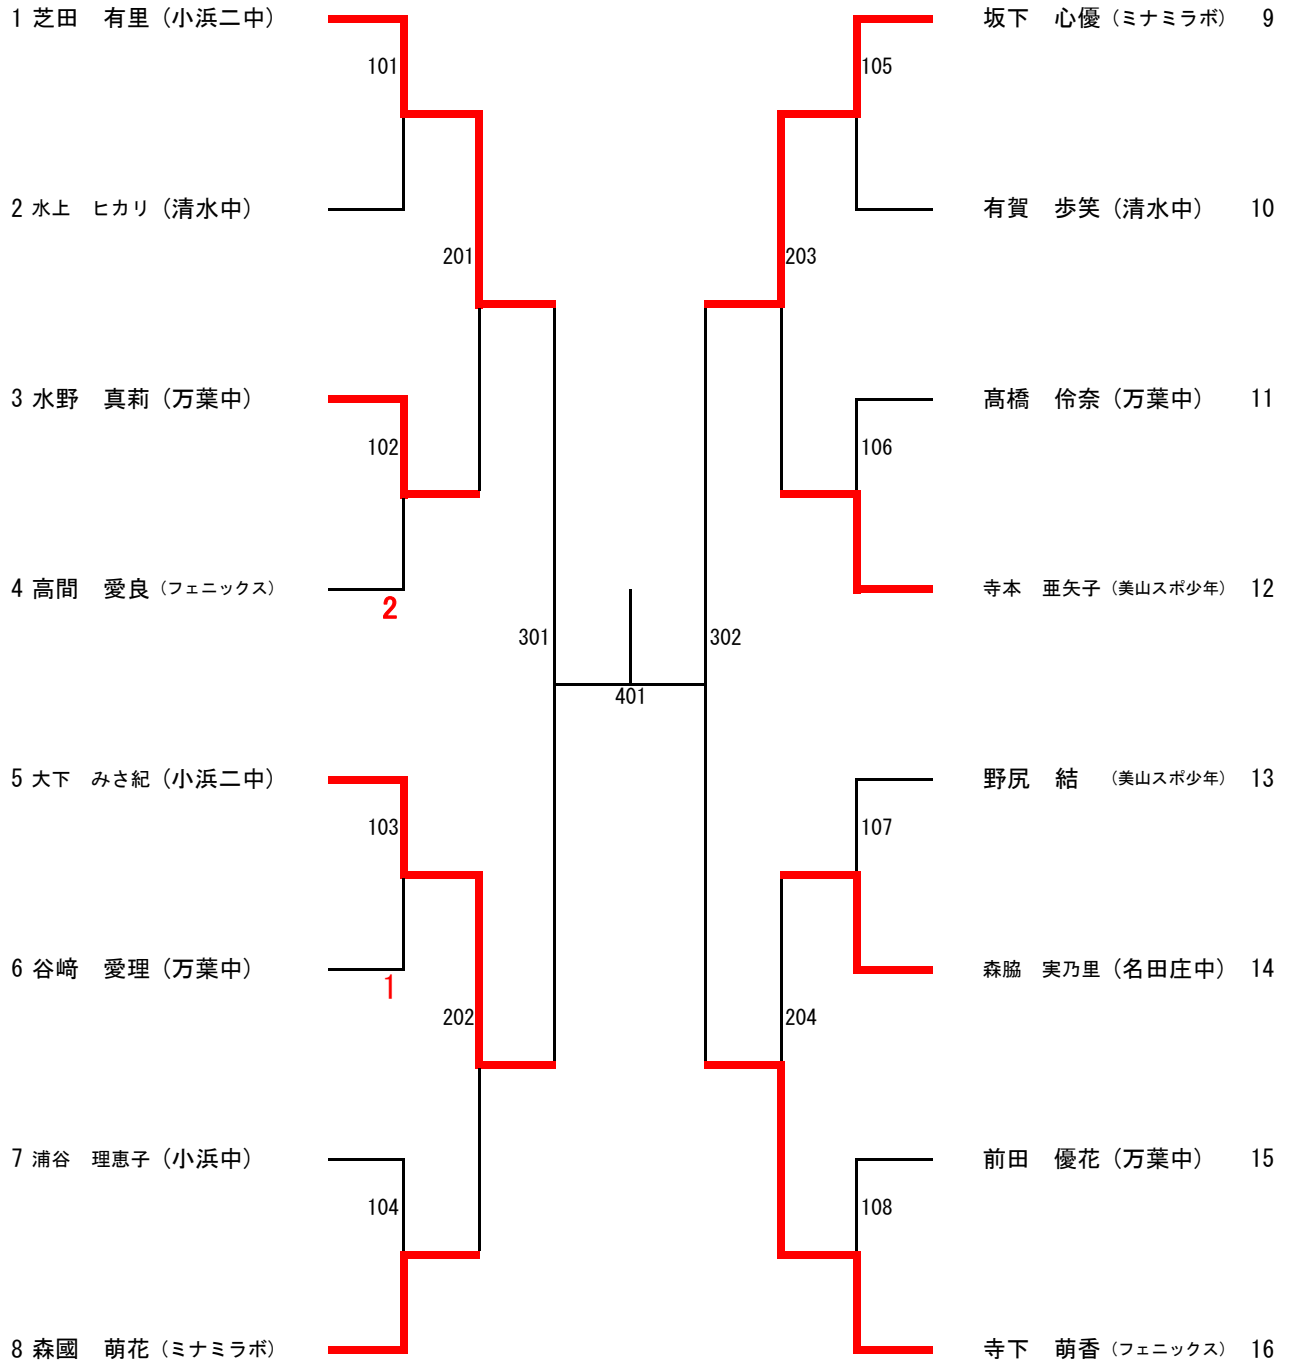 1 芝田　有里（小浜二中）
坂下　心優（ミナミラボ） 9
101
105
2 水上　ヒカリ（清水中）
有賀　歩笑（清水中） 10
201
203
3 水野　真莉（万葉中）
髙橋　伶奈（万葉中） 11
102
106
4 高間　愛良（フェニックス）
寺本　亜矢子（美山スポ少年） 12
2
301
302
401
5 大下　みさ紀（小浜二中）
野尻　結　（美山スポ少年） 13
103
107
6 谷﨑　愛理（万葉中）
森脇　実乃里（名田庄中） 14
1
202
204
7 浦谷　理恵子（小浜中）
前田　優花（万葉中） 15
104
108
8 森國　萌花（ミナミラボ）
寺下　萌香（フェニックス） 16